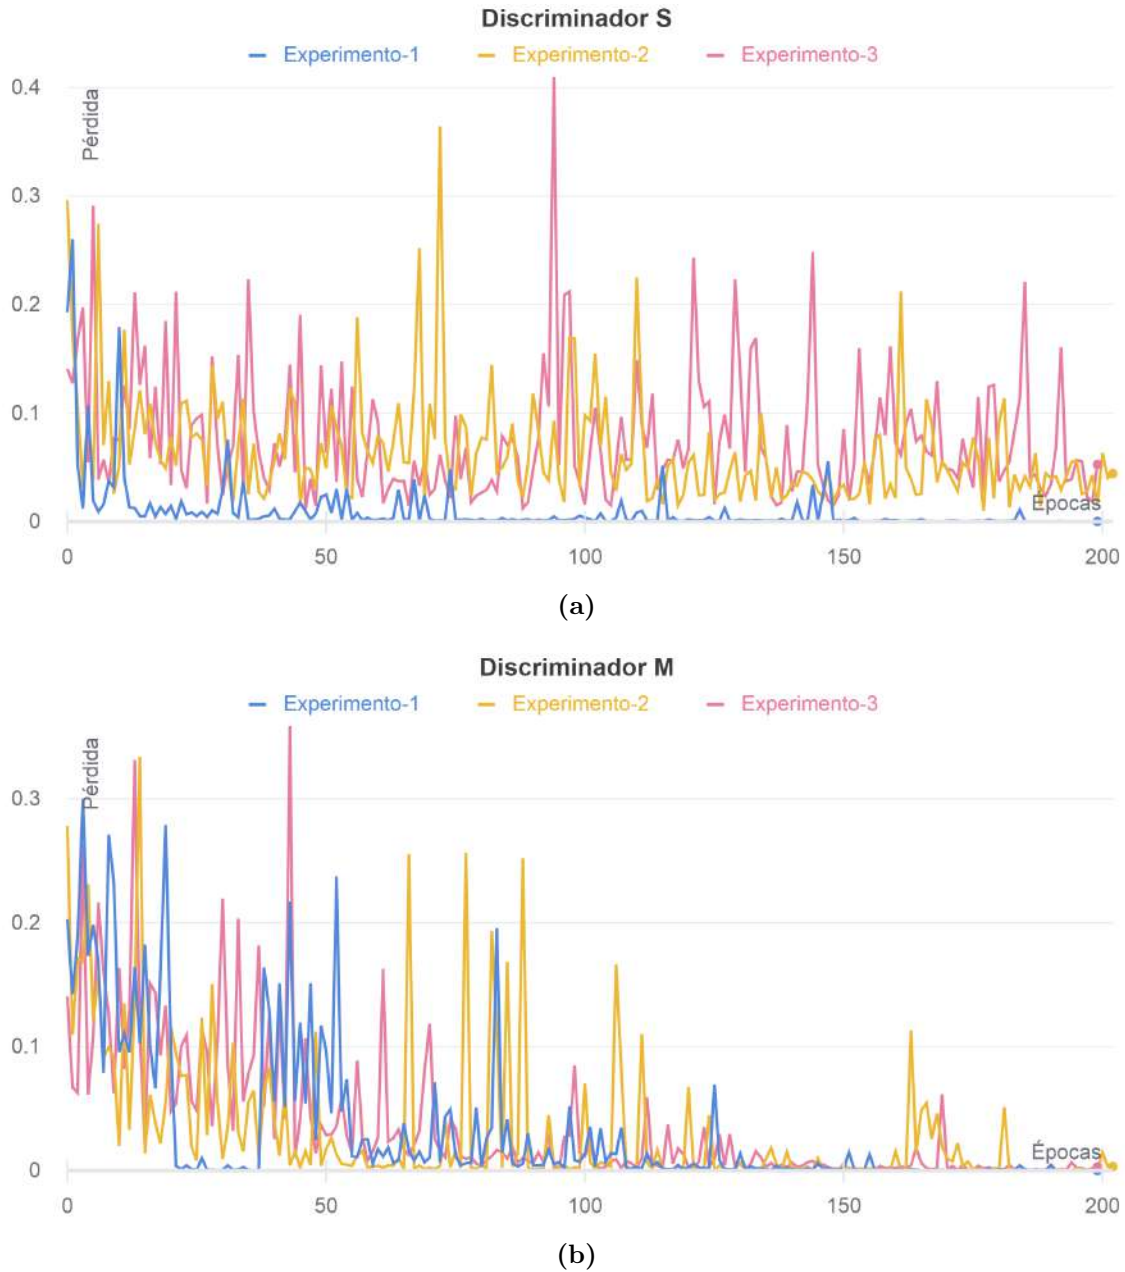 Discriminador S
Experimento-1 Experimento-2 Experimento-3
0.4
Pérdida
0.3
0.2
0.1
0
Épocas
0 50 100 150 200
(a)
Discriminador M
Experimento-1 Experimento-2 Experimento-3
Pérdida
0.3
0.2
0.1
0
Épocas
0 50 100 150 200
(b)